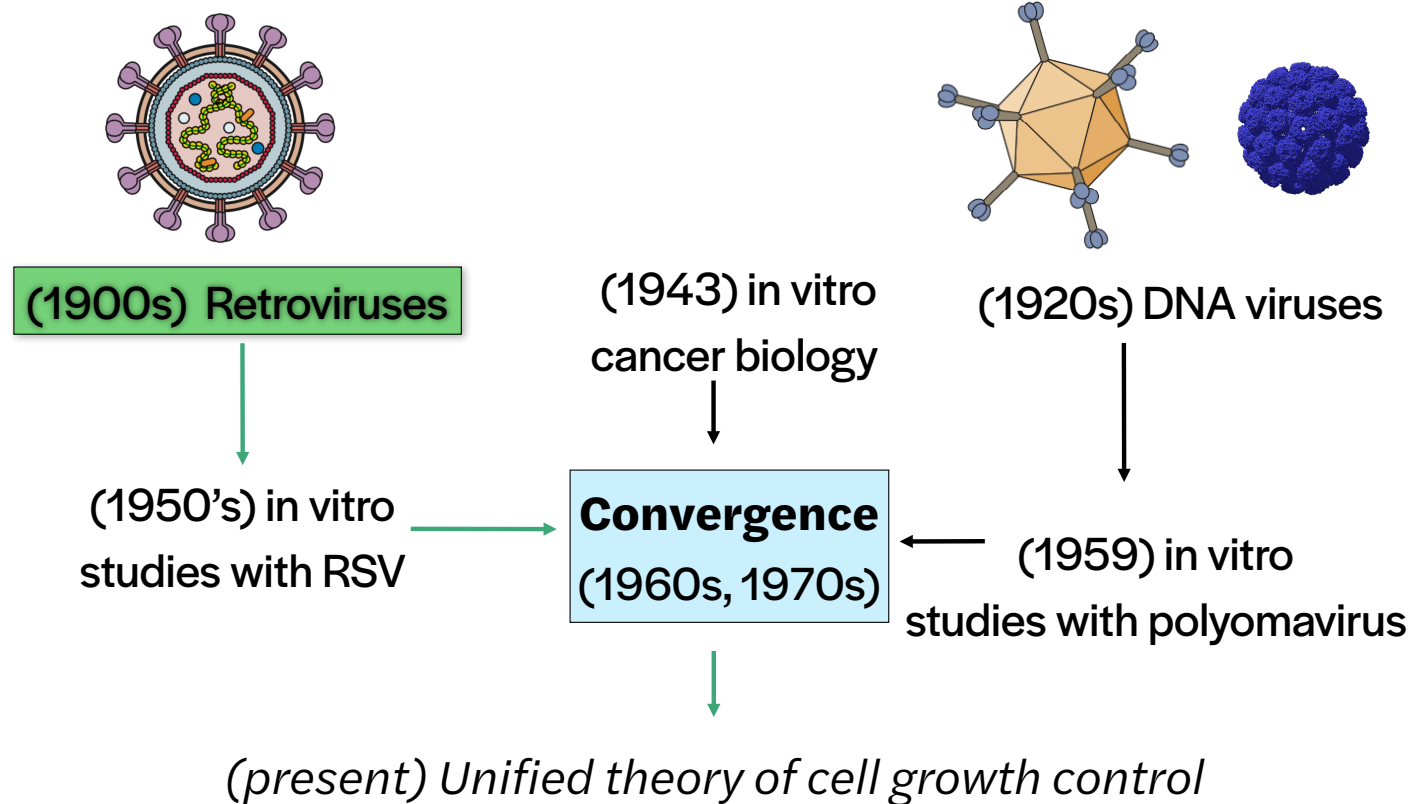 (1900s) Retroviruses
(1943) in vitro
cancer biology
(1920s) DNA viruses
(1950’s) in vitro
studies with RSV
Convergence
(1960s, 1970s)
(1959) in vitro
studies with polyomavirus
(present) Unified theory of cell growth control